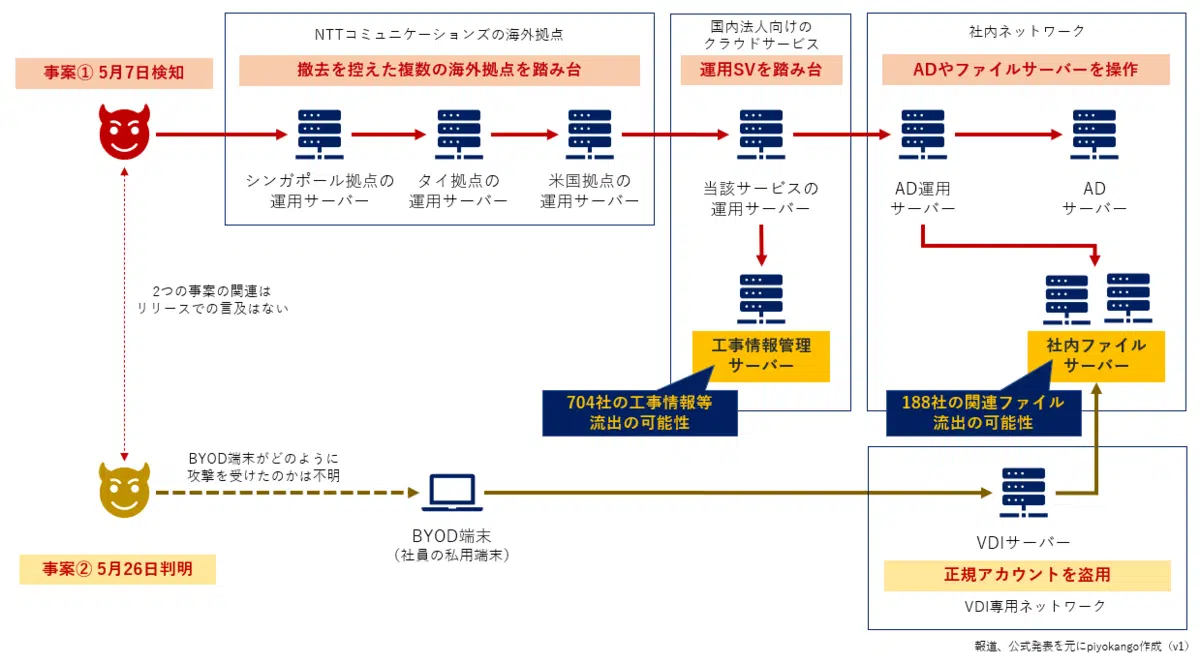 NTTコミュニケーションズの海外拠点
国内法人向けの
クラウドサービス
社内ネットワーク
事案① 5月7日検知
撤去を控えた複数の海外拠点を踏み台
運用SVを踏み台
ADやファイルサーバーを操作
シンガポール拠点の
運用サーバー
タイ拠点の
運用サーバー
米国拠点の
運用サーバー
当該サービスの
運用サーバー
AD運用
サーバー
AD
サーバー
2つの事案の関連は
リリースでの言及はない
工事情報管理
サーバー
社内ファイル
サーバー
704社の工事情報等
流出の可能性
188社の関連ファイル
流出の可能性
BYOD端末がどのように
攻撃を受けたのかは不明
BYOD端末
（社員の私用端末）
VDIサーバー
事案② 5月26日判明
正規アカウントを盗用
VDI専用ネットワーク
報道、公式発表を元にpiyokango作成（v1）